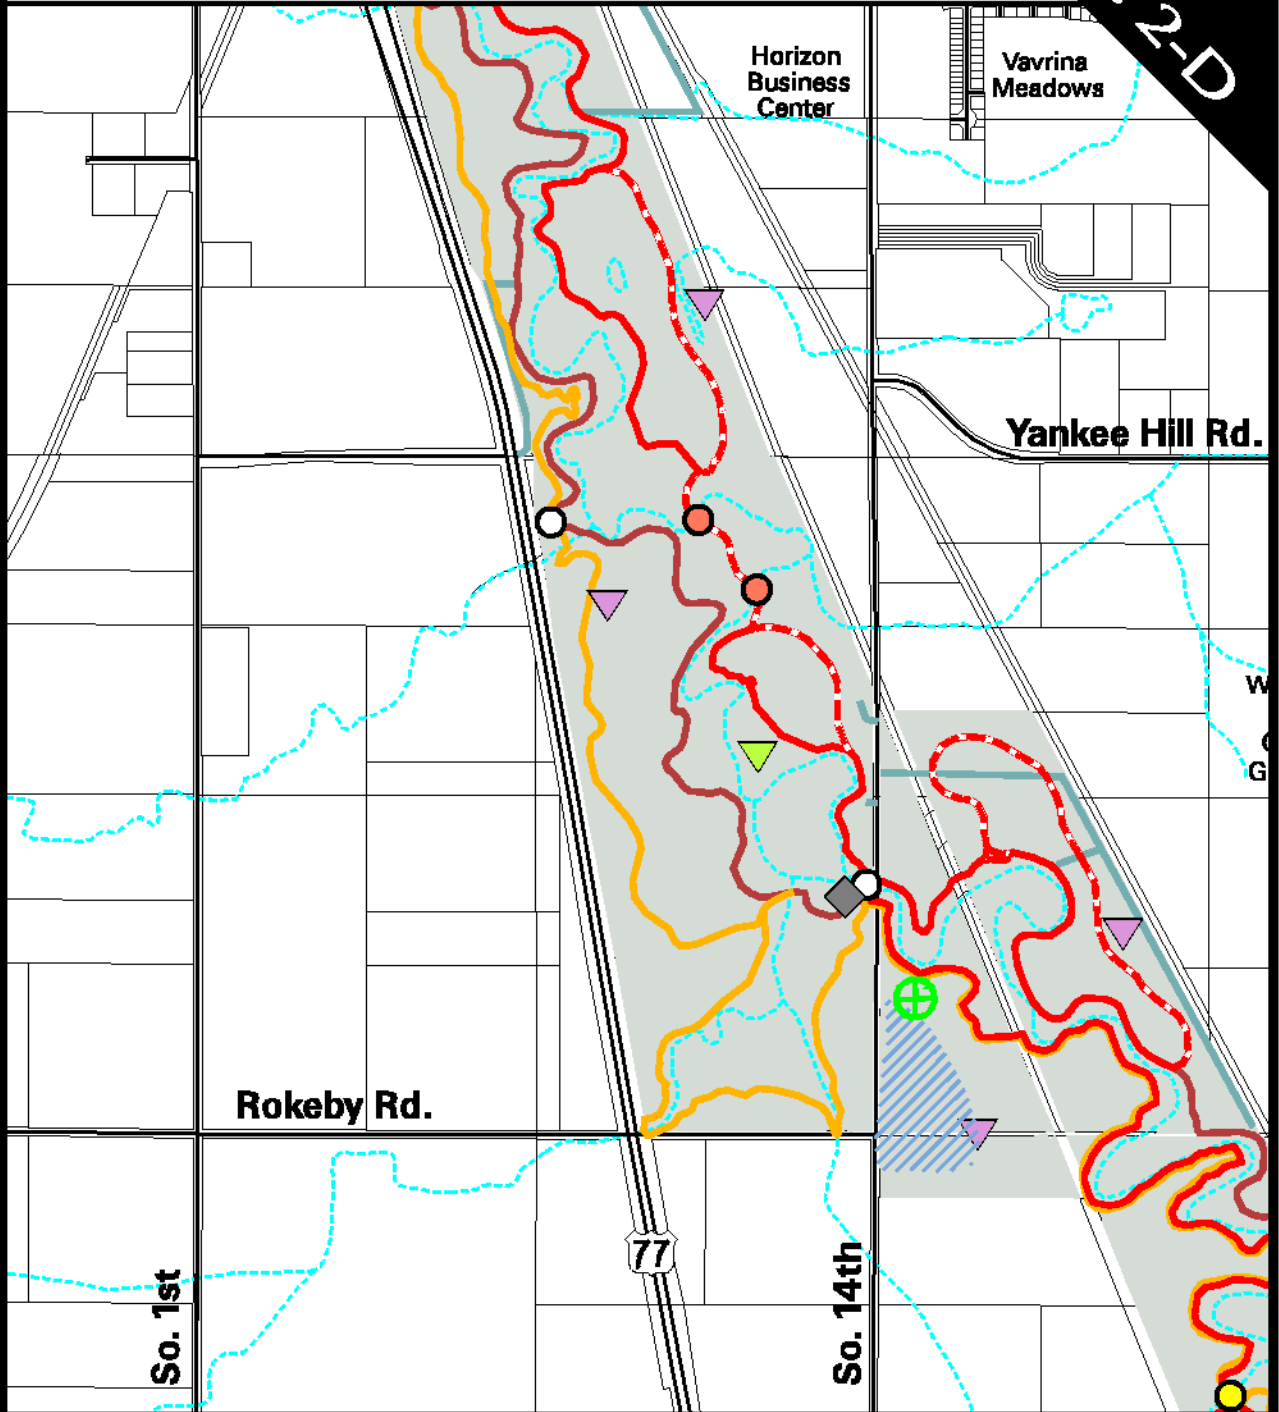 . 2-D
Horizon
Business
Center
Vavrina
Meadows
Yankee Hill Rd.
W
G
Rokeby Rd.
77
So. 1st
So. 14th